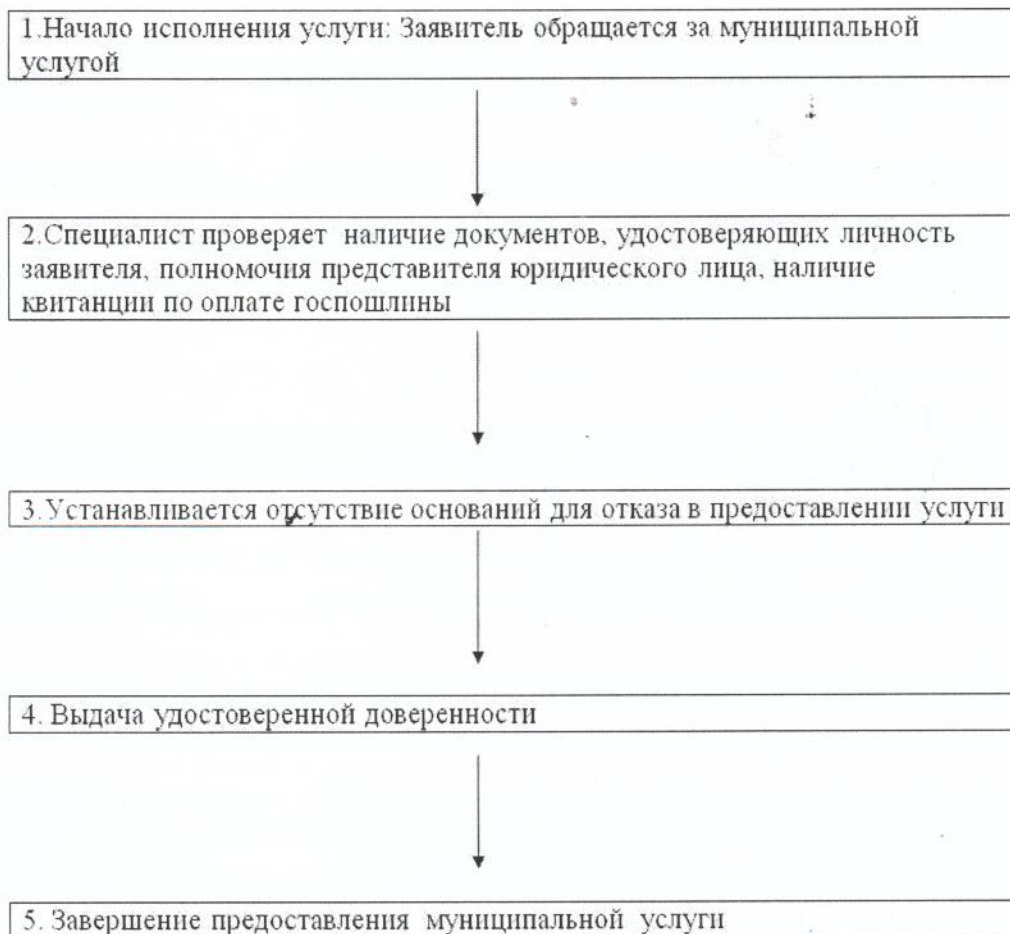 1.Начало исполнения услуги: Заявитель обращается за муниципальной
услугой
2.Специалист проверяет наличие документов, удостоверяющих личность
заявителя, полномочия представителя юридического лица, наличие
квитанции по оплате госпошлины
3.Устанавливается отсутствие оснований для отказа в предоставлении услуги
4. Выдача удостоверенной доверенности
5. Завершение предоставления муниципальной услуги